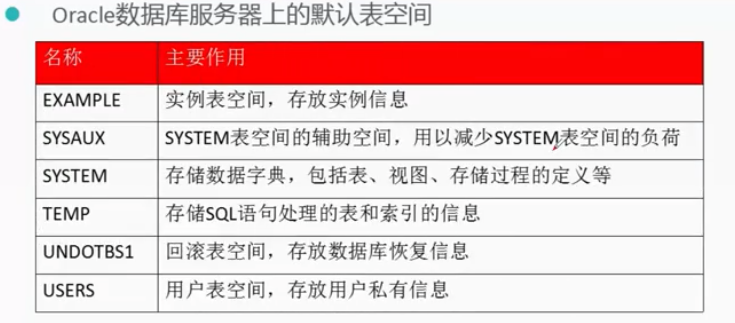 Oracle数据库服务器上的默认表空间
名称 主要作用
EXAMPLE 实例表空间，存放实例信息
SYSAUX SYSTEM表空间的辅助空间，用以减少SYSTEM表空间的负荷
SYSTEM 存储数据字典，包括表、视图、存储过程的定义等
TEMP 存储SQL语句处理的表和索引的信息
UNDOTBS1 回滚表空间，存放数据库恢复信息
USERS 用户表空间，存放用户私有信息